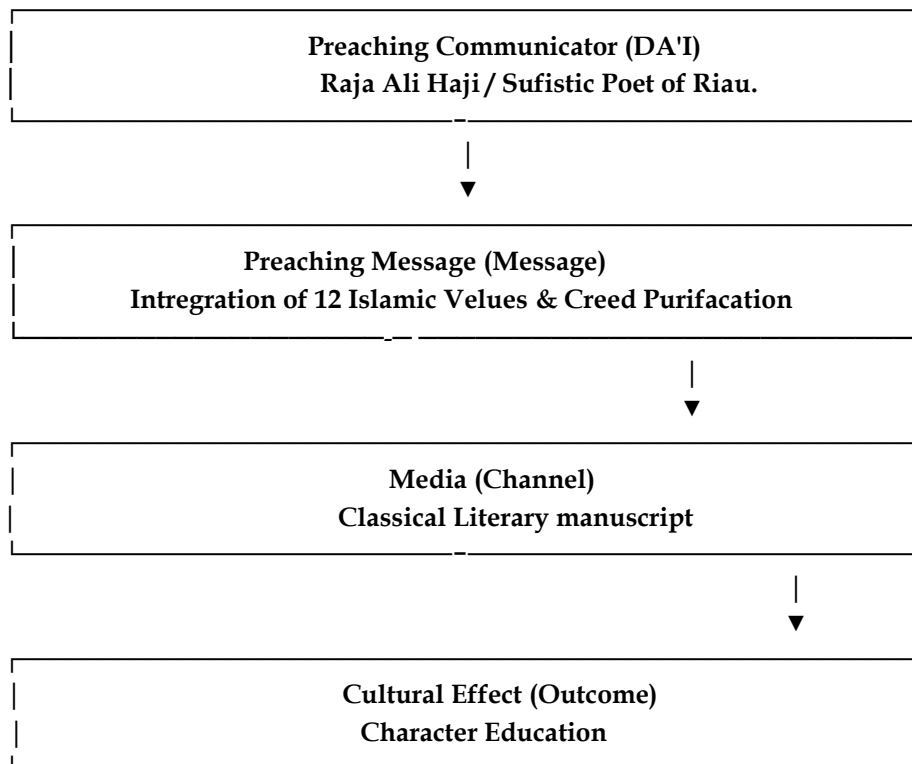 Preaching Communicator (DA'I)
Raja Ali Haji / Sufistic Poet of Riau.
Preaching Message (Message)
Intregration of 12 Islamic Velues & Creed Purifacation
Media (Channel)
Classical Literary manuscript
Cultural Effect (Outcome)
Character Education